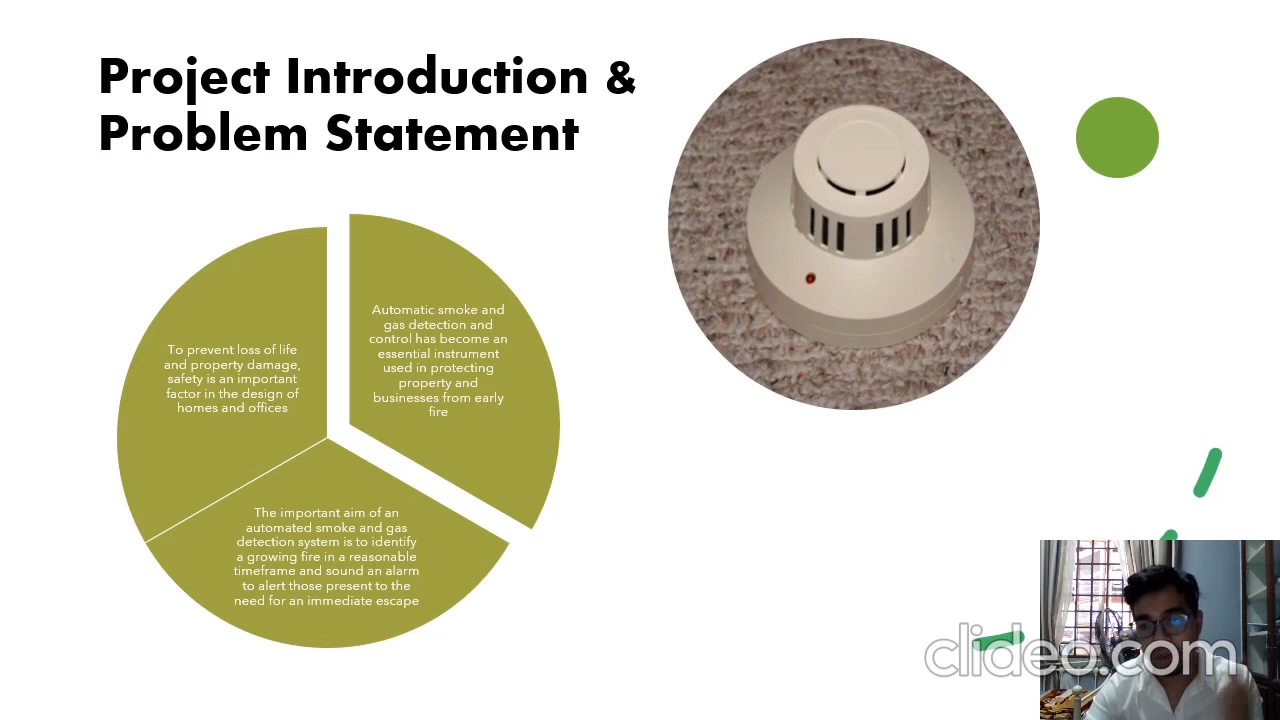 Project Introduction &
Problem Statement
To prevent loss of life
and property damage,
safety is an important
factor in the design of
homes and offices
Automatic smoke and
gas detection and
control has become an
essential instrument
used in protecting
property and
businesses from early
fire
The important aim of an
automated smoke and gas
detection system is to identify
a growing fire in a reasonable
timeframe and sound an alarm
to alert those present to the
need for an immediate escape
clideo.com